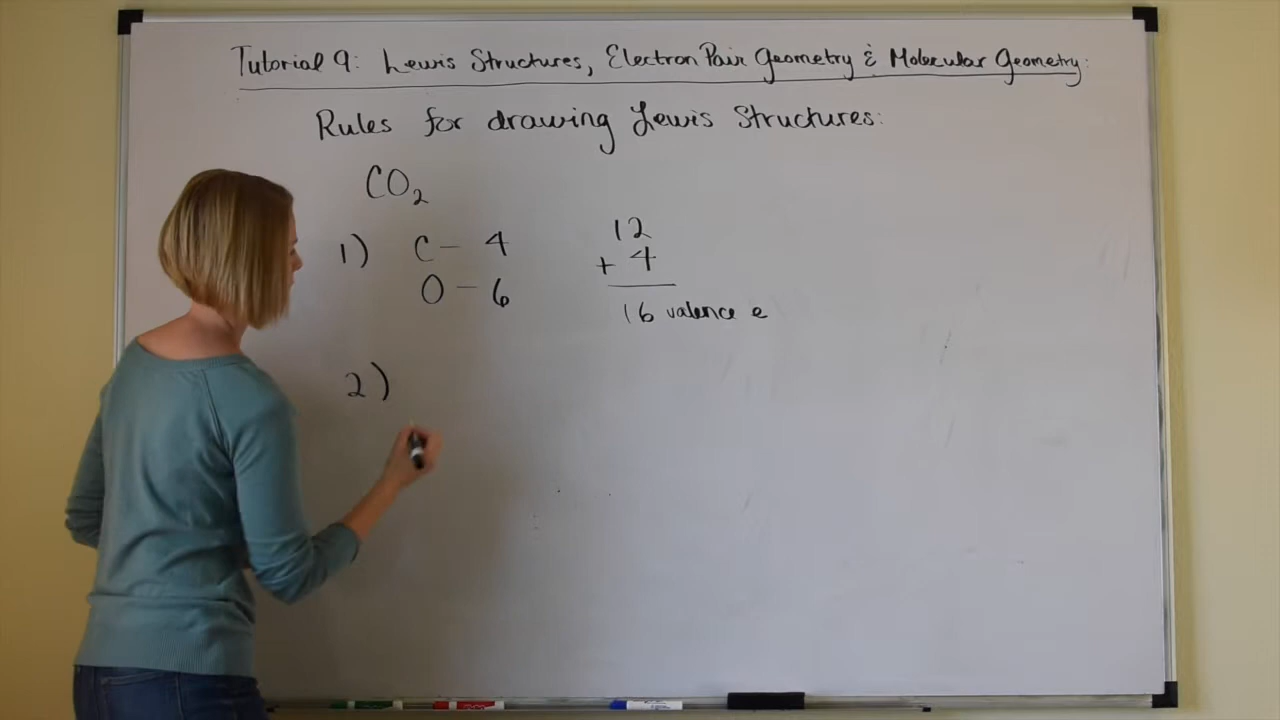 Tutorial 9: Lewis Structures, Electron Pair Geometry & Molecular Geometry:
Rules for drawing Lewis Structures:
CO₂
1) C – 4
O – 6
12
+ 4
16 valence e
2)